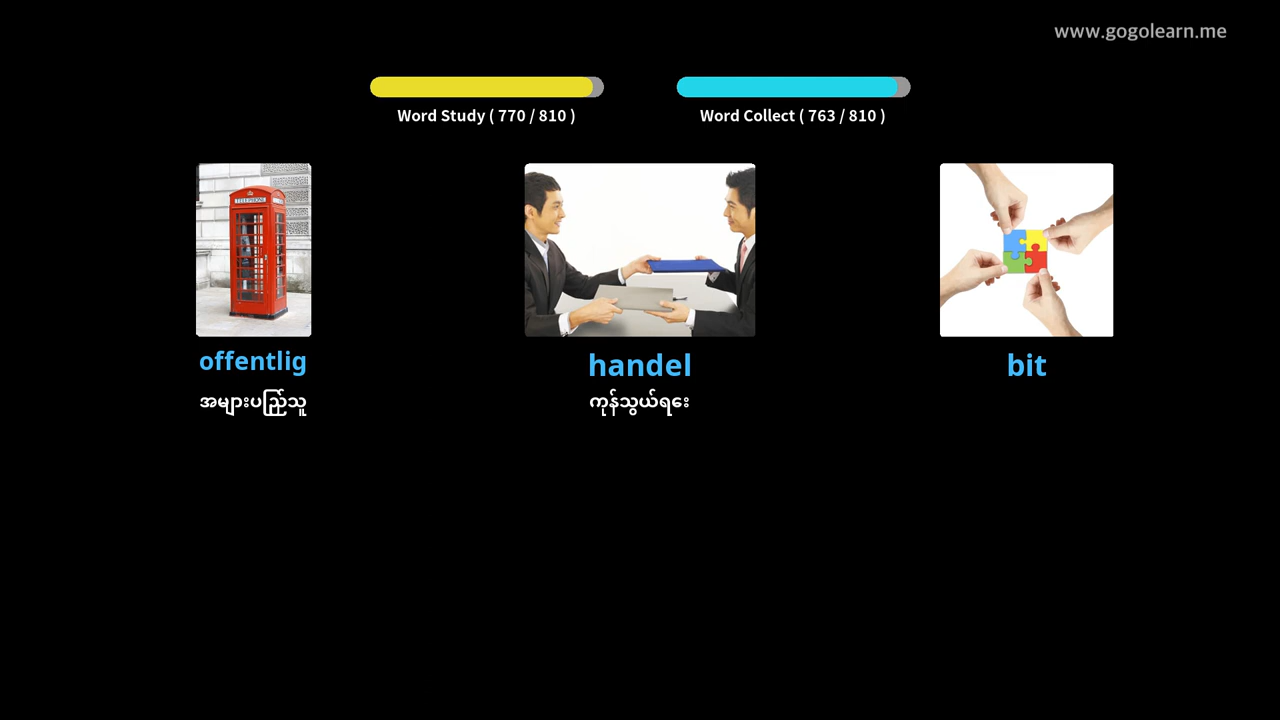 www.gogolearn.me
Word Study ( 770 / 810 )
Word Collect ( 763 / 810 )
TELEPHONE
offentlig
handel
bit
အများပြည်သူ
ကုန်သွယ်ရေး